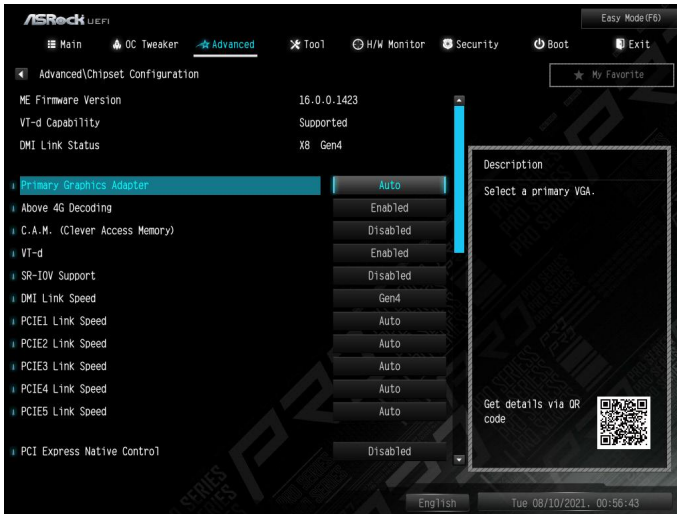 ASRock UEFI
Easy Mode(F6)
Main OC Tweaker Advanced Tool H/W Monitor Security Boot Exit
Advanced\Chipset Configuration
My Favorite
ME Firmware Version 16.0.0.1423
VT-d Capability Supported
DMI Link Status X8 Gen4
Primary Graphics Adapter Auto
Above 4G Decoding Enabled
C.A.M. (Clever Access Memory) Disabled
VT-d Enabled
SR-IOV Support Disabled
DMI Link Speed Gen4
PCIE1 Link Speed Auto
PCIE2 Link Speed Auto
PCIE3 Link Speed Auto
PCIE4 Link Speed Auto
PCIE5 Link Speed Auto
PCI Express Native Control Disabled
Description
Select a primary VGA.
Get details via QR
code
English
Tue 08/10/2021. 00:56:43